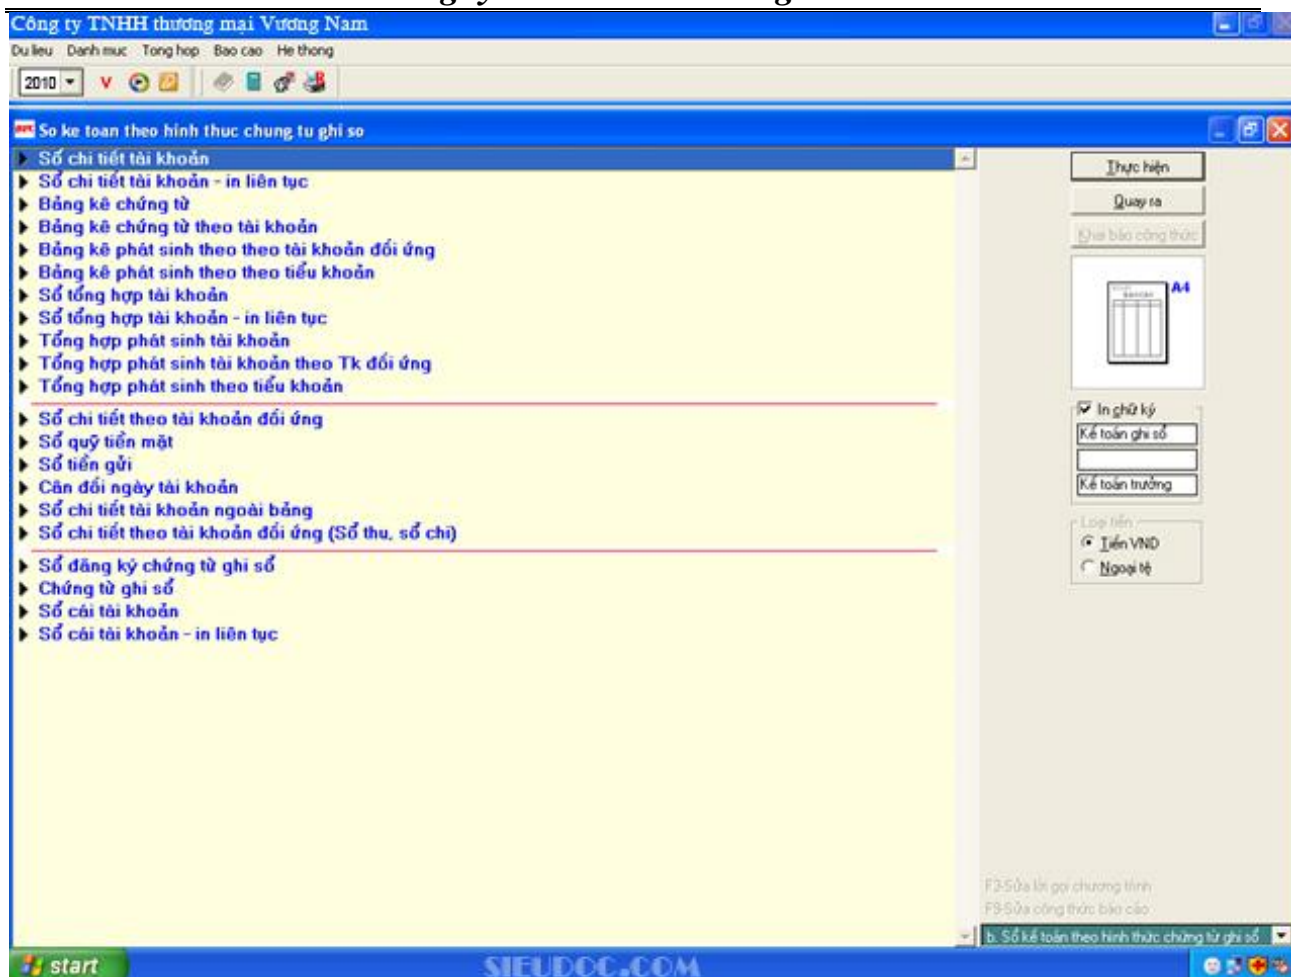 Công ty TNHH thương mại Vương Nam
Du lieu Danh muc Tong hop Bao cao He thong
2010 V
So ke toan theo hinh thuc chung tu ghi so
Sổ chi tiết tài khoản
Sổ chi tiết tài khoản - in liên tục
Bảng kê chứng từ
Bảng kê chứng từ theo tài khoản
Bảng kê phát sinh theo theo tài khoản đối ứng
Bảng kê phát sinh theo theo tiểu khoản
Sổ tổng hợp tài khoản
Sổ tổng hợp tài khoản - in liên tục
Tổng hợp phát sinh tài khoản
Tổng hợp phát sinh tài khoản theo Tk đối ứng
Tổng hợp phát sinh theo tiểu khoản
Sổ chi tiết theo tài khoản đối ứng
Sổ quỹ tiền mặt
Sổ tiền gửi
Cân đối ngày tài khoản
Sổ chi tiết tài khoản ngoài bảng
Sổ chi tiết theo tài khoản đối ứng (Sổ thu, sổ chi)
Sổ đăng ký chứng từ ghi sổ
Chứng từ ghi sổ
Sổ cái tài khoản
Sổ cái tài khoản - in liên tục
Thực hiện
Quay ra
Khai báo công thức
A4
In chữ ký
Kế toán ghi sổ
Kế toán trưởng
Loại tiền
Tiền VND
Ngoại tệ
F3-Sửa lời gọi chương trình
F9-Sửa công thức báo cáo
b. Sổ kế toán theo hình thức chứng từ ghi sổ
start
SIEUDOC.COM